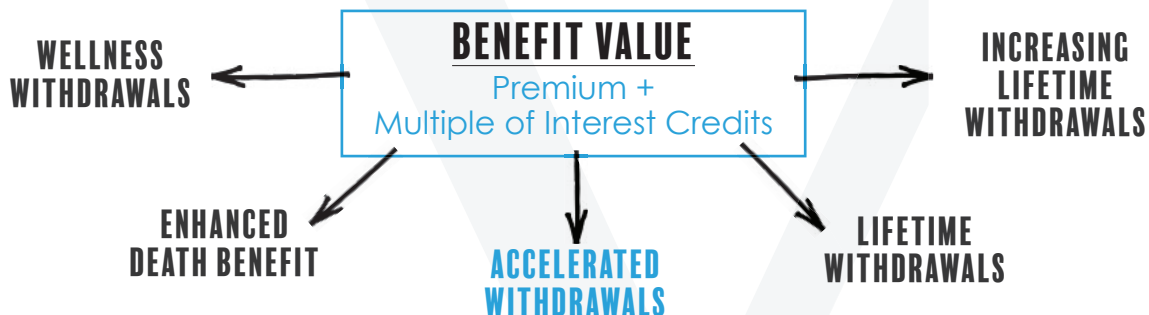 BENEFIT VALUE
Premium +
Multiple of Interest Credits
WELLNESS
WITHDRAWALS
INCREASING
LIFETIME
WITHDRAWALS
ENHANCED
DEATH BENEFIT
ACCELERATED
WITHDRAWALS
LIFETIME
WITHDRAWALS